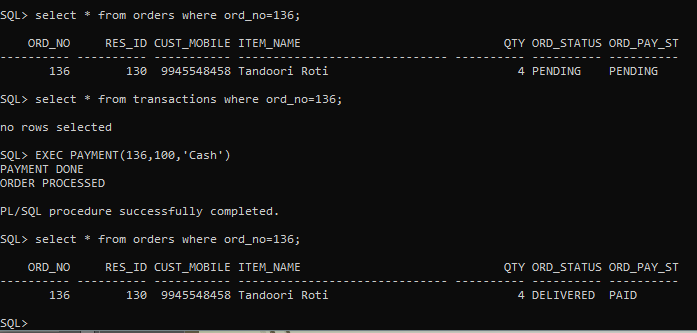 SQL> select * from orders where ord_no=136;
ORD_NO RES_ID CUST_MOBILE ITEM_NAME QTY ORD_STATUS ORD_PAY_ST
---------- ---------- ----------- ------------------------------ ---------- ---------- ----------
136 130 9945548458 Tandoori Roti 4 PENDING PENDING
SQL> select * from transactions where ord_no=136;
no rows selected
SQL> EXEC PAYMENT(136,100,'Cash')
PAYMENT DONE
ORDER PROCESSED
PL/SQL procedure successfully completed.
SQL> select * from orders where ord_no=136;
ORD_NO RES_ID CUST_MOBILE ITEM_NAME QTY ORD_STATUS ORD_PAY_ST
---------- ---------- ----------- ------------------------------ ---------- ---------- ----------
136 130 9945548458 Tandoori Roti 4 DELIVERED PAID
SQL>